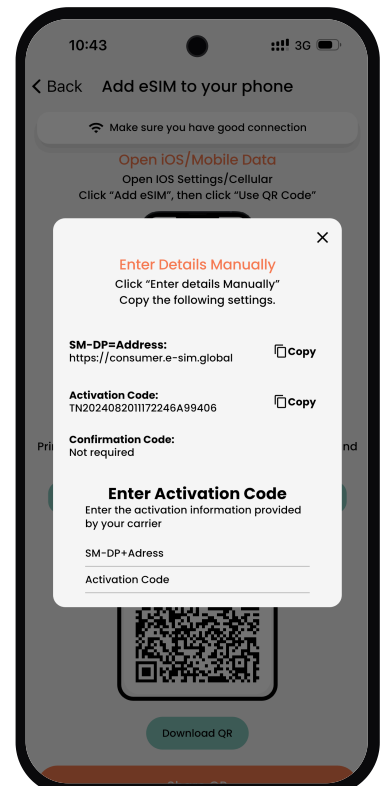 10:43
3G
Back
Add eSIM to your phone
Make sure you have good connection
Open iOS/Mobile Data
Open IOS Settings/Cellular
Click “Add eSIM”, then click “Use QR Code”
Enter Details Manually
Click “Enter details Manually”
Copy the following settings.
SM-DP=Address:
https://consumer.e-sim.global
Copy
Activation Code:
TN2024082011172246A99406
Copy
Confirmation Code:
Not required
Enter Activation Code
Enter the activation information provided
by your carrier
SM-DP+Adress
Activation Code
Download QR